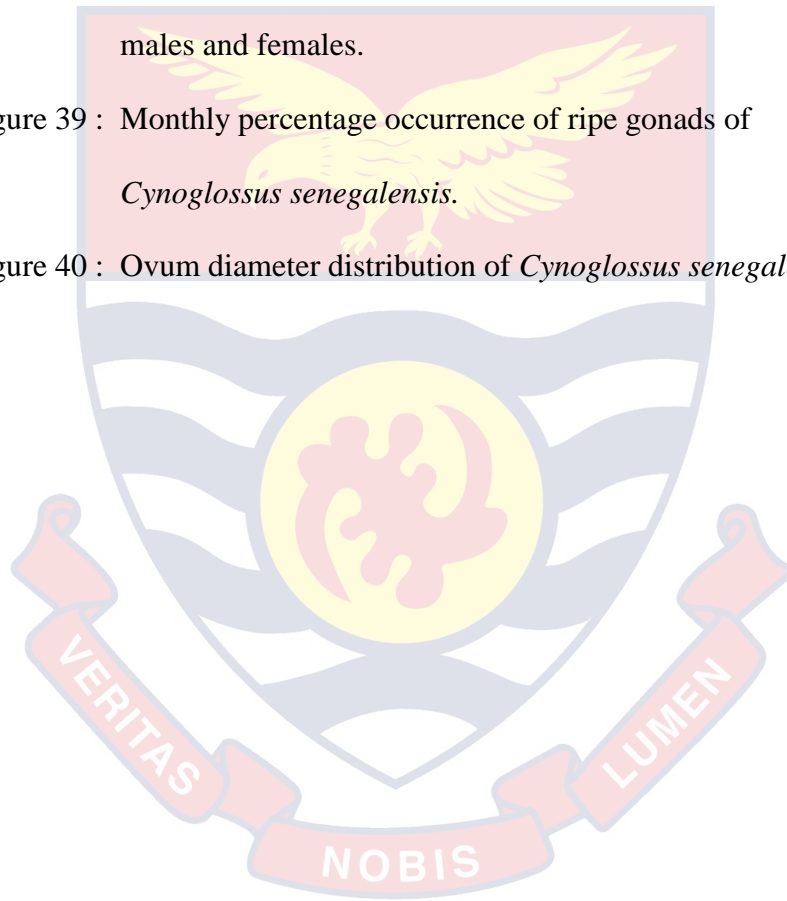 males and females.
gure 39 : Monthly percentage occurrence of ripe gonads of
Cynoglossus senegalensis.
gure 40 : Ovum diameter distribution of Cynoglossus senegal
VERITAS
NOBIS
LUMEN